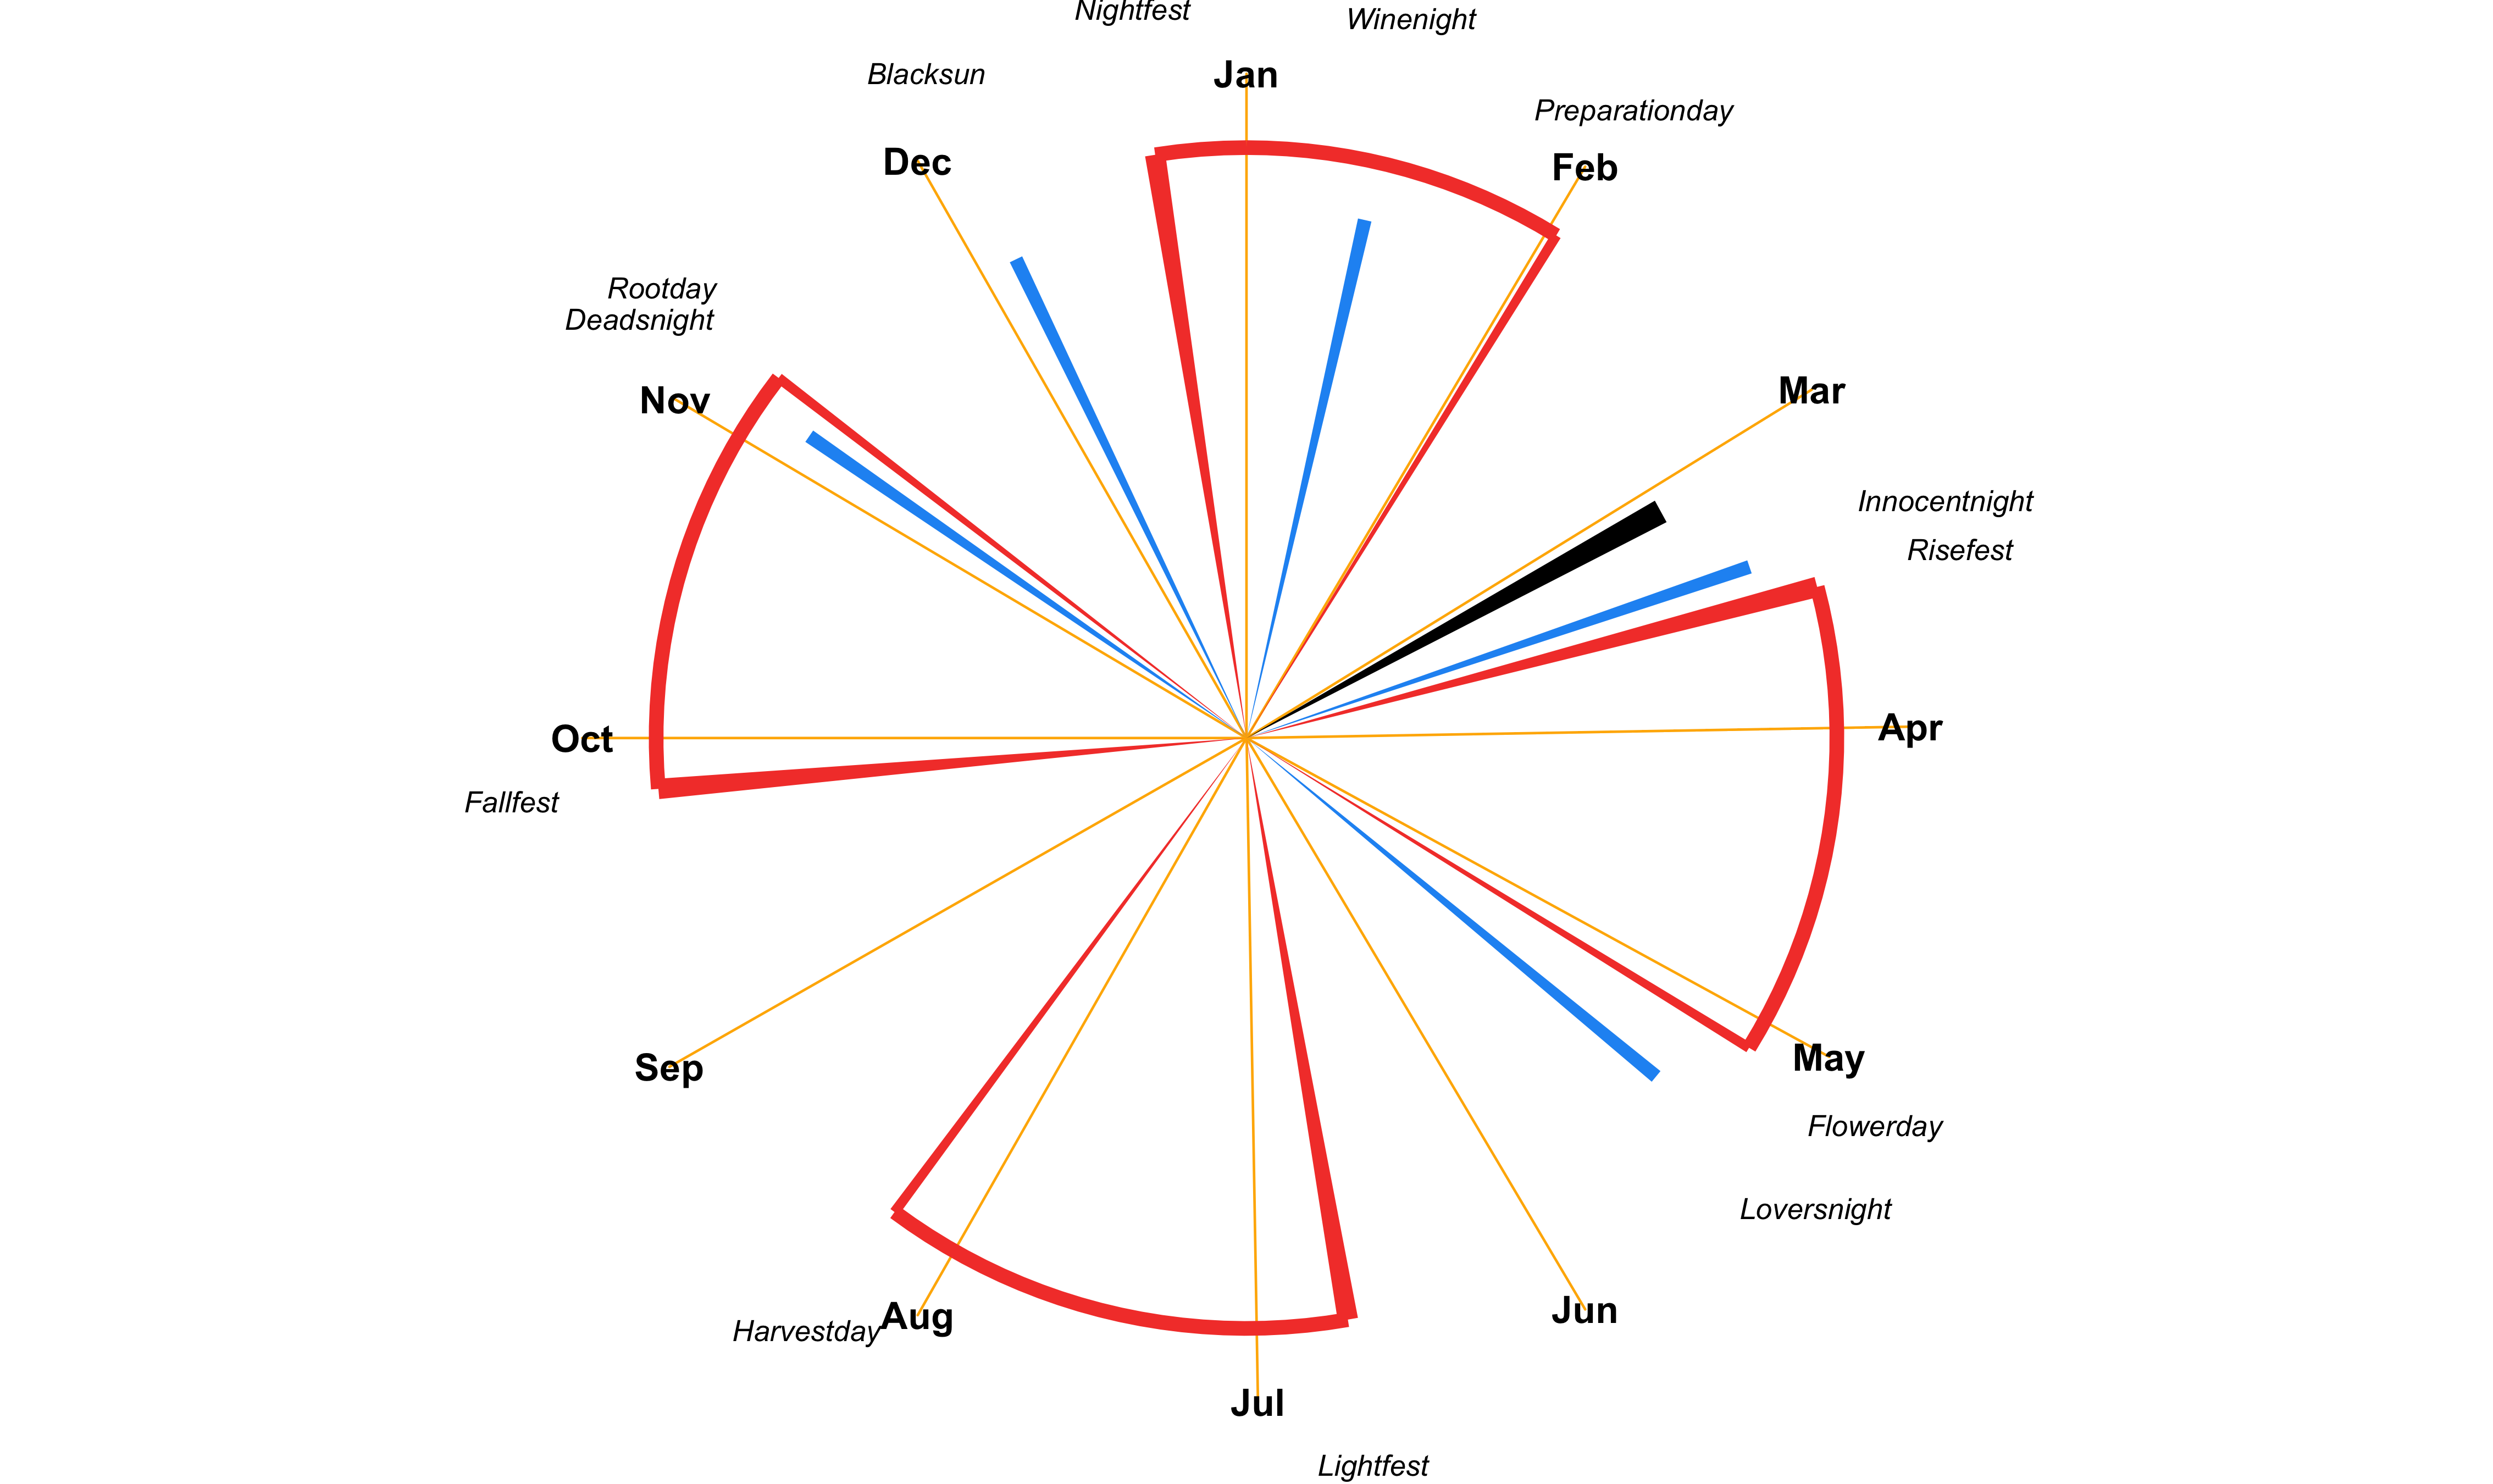 Nightfest
Winenight
Blacksun
Jan
Preparationday
Dec
Feb
Rootday
Deadsnight
Mar
Nov
Innocentnight
Risefest
Apr
Oct
Fallfest
May
Sep
Flowerday
Loversnight
Jun
Aug
Harvestday
Jul
Lightfest